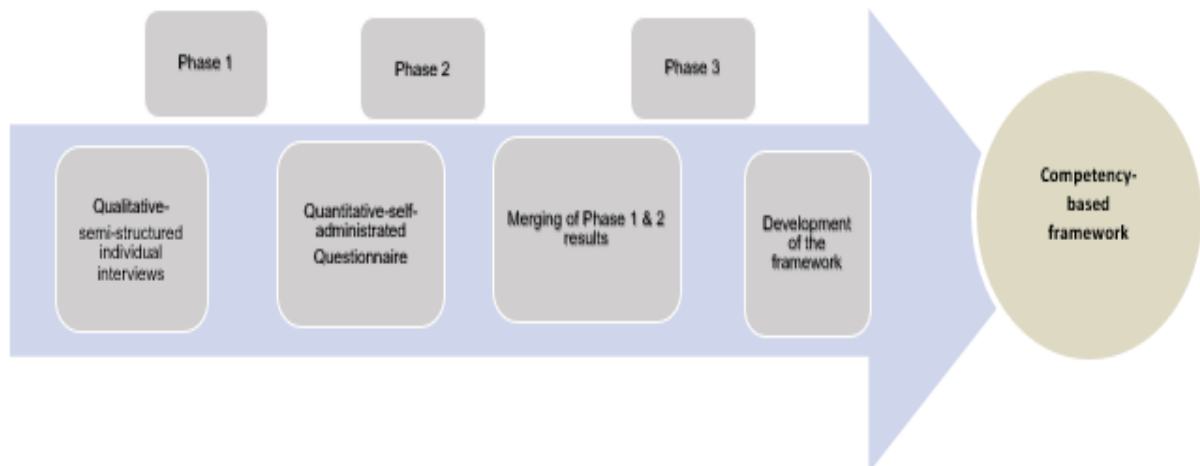 Phase 1
Phase 2
Phase 3
Qualitative-
semi-structured
individual
interviews
Quantitative-self-
administrated
Questionnaire
Merging of Phase 1 & 2
results
Development
of the
framework
Competency-
based
framework